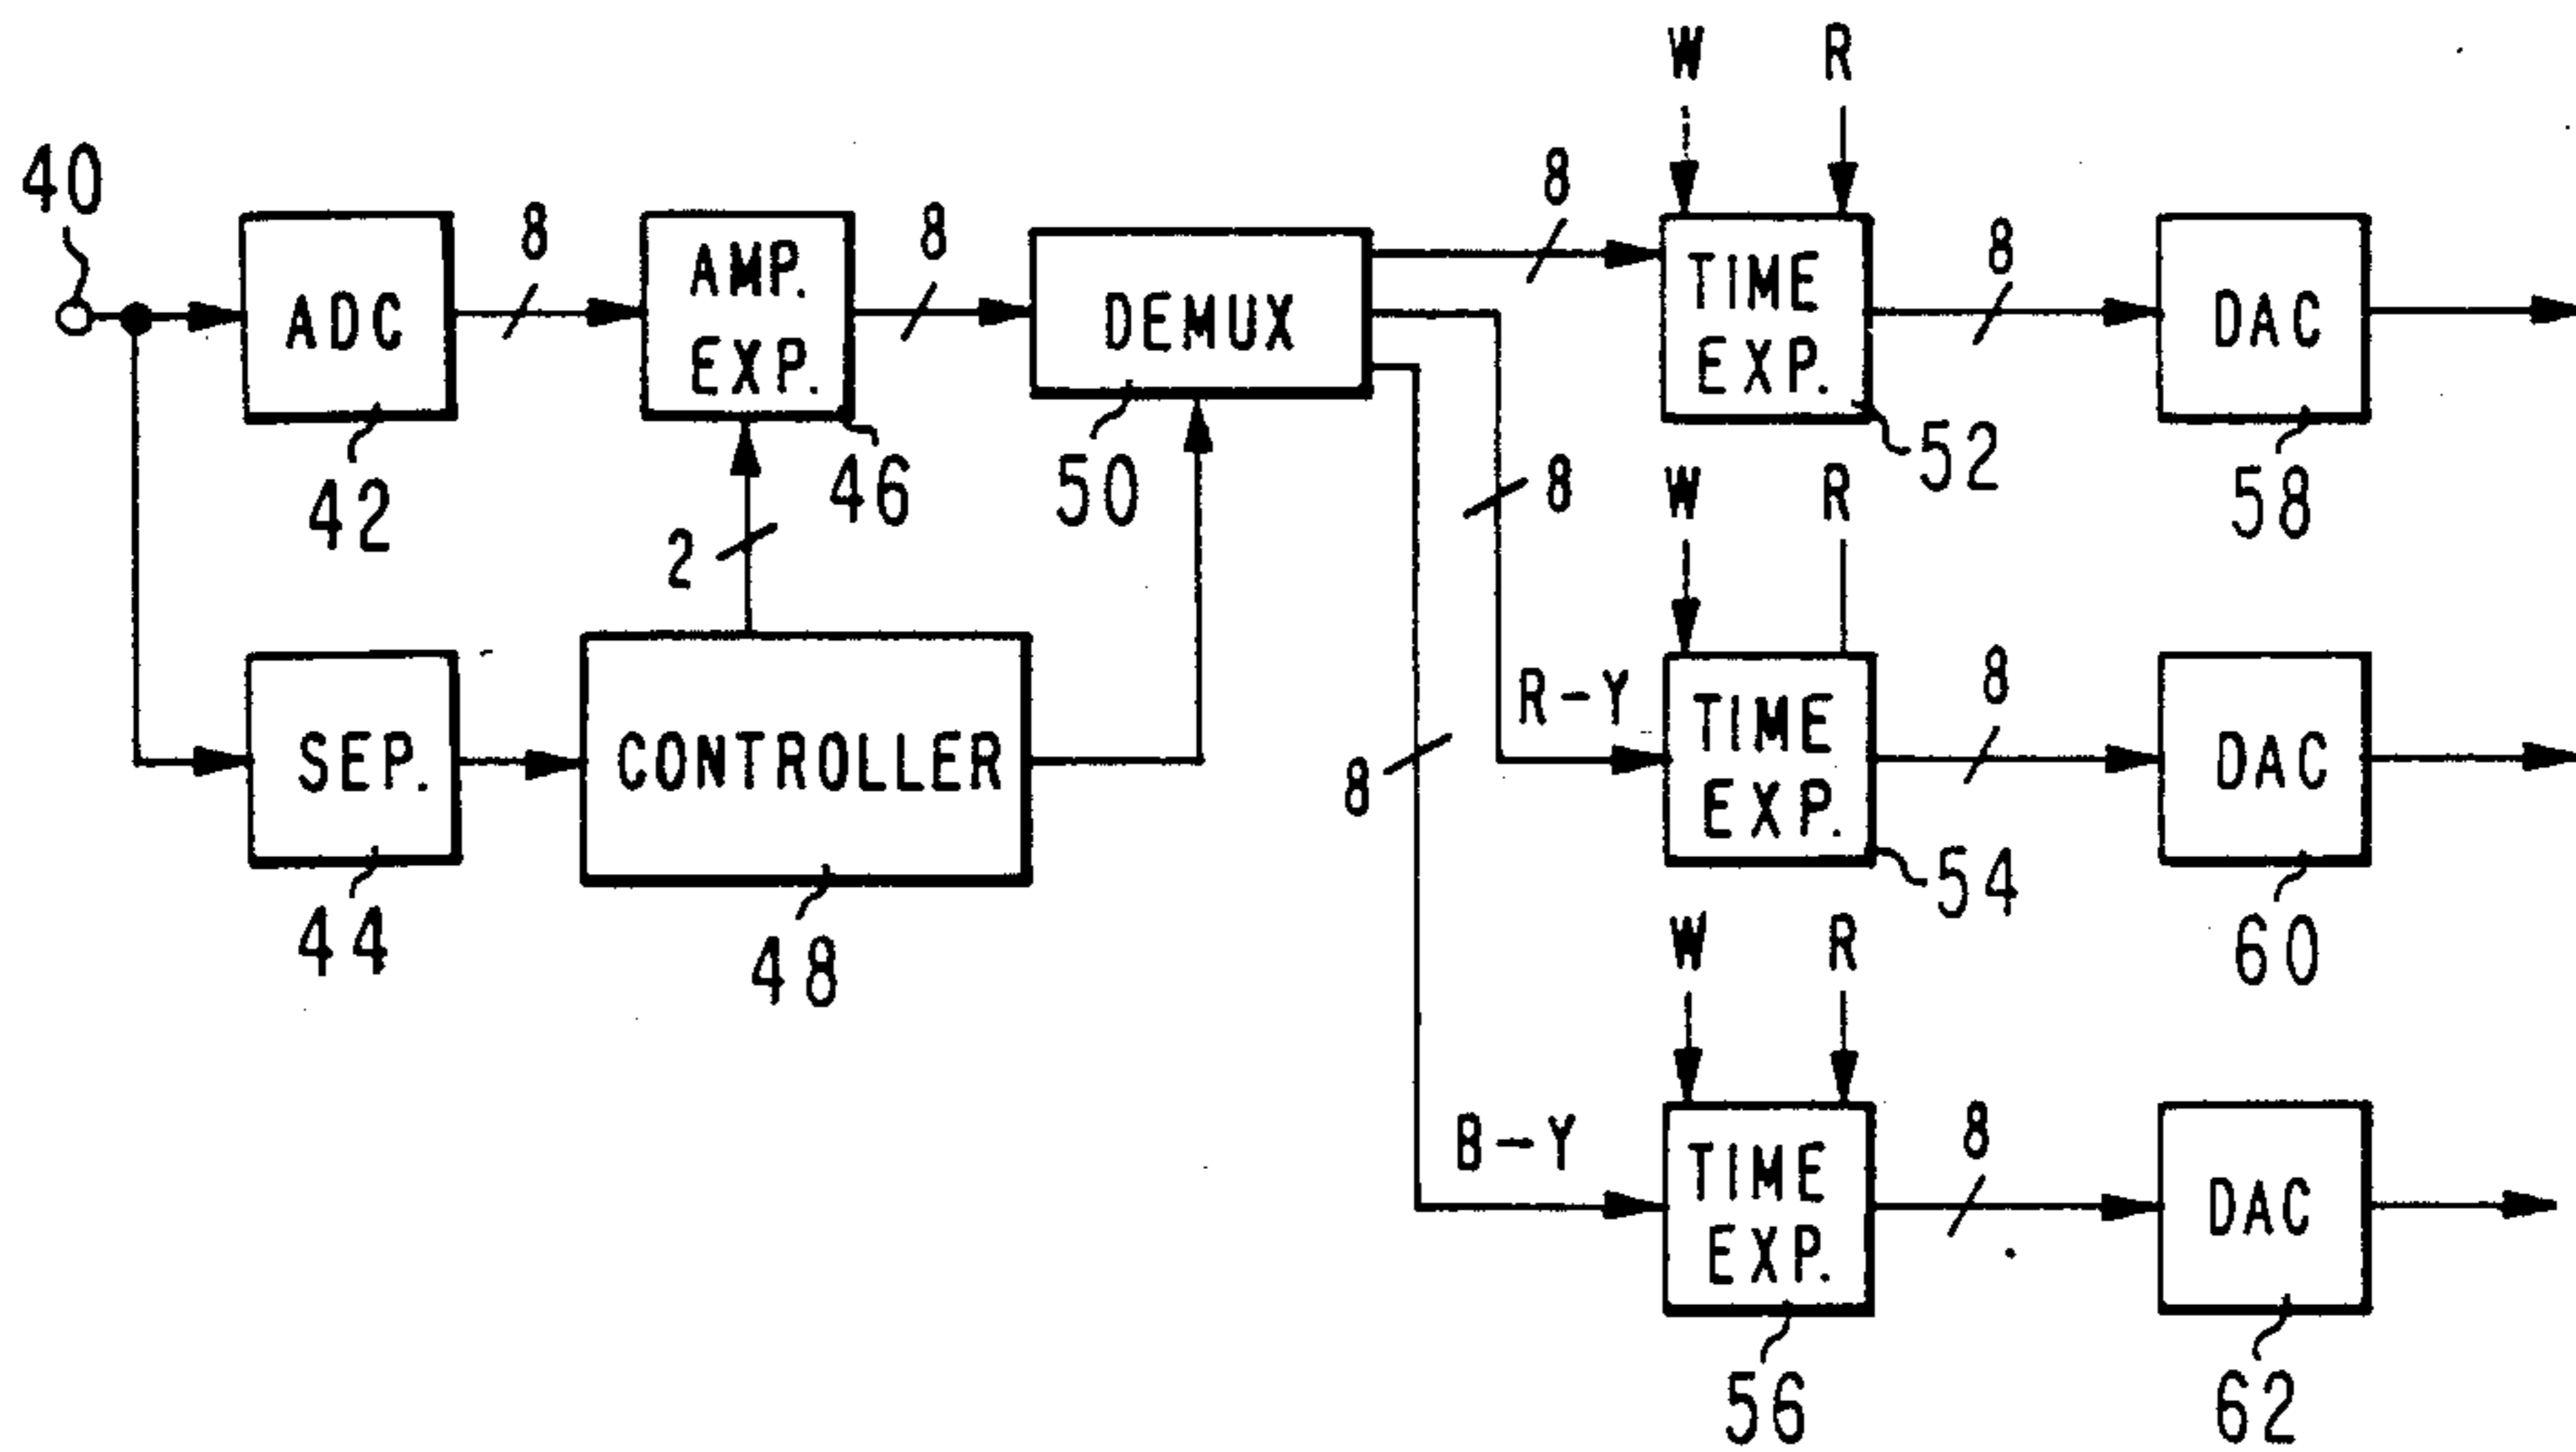 W R
40
8
8
8
8
ADC
AMP.
EXP.
DEMUX
TIME
EXP.
DAC
42
46
50
52
58
2
8
W R
SEP.
CONTROLLER
R-Y
8
TIME
EXP.
8
DAC
44
48
54
60
W R
B-Y
TIME
EXP.
8
DAC
56
62